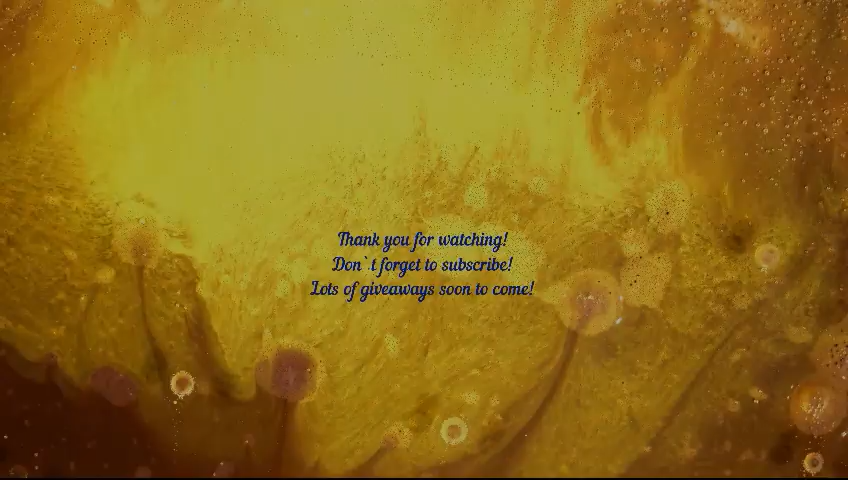 Thank you for watching!
Don`t forget to subscribe!
Lots of giveaways soon to come!